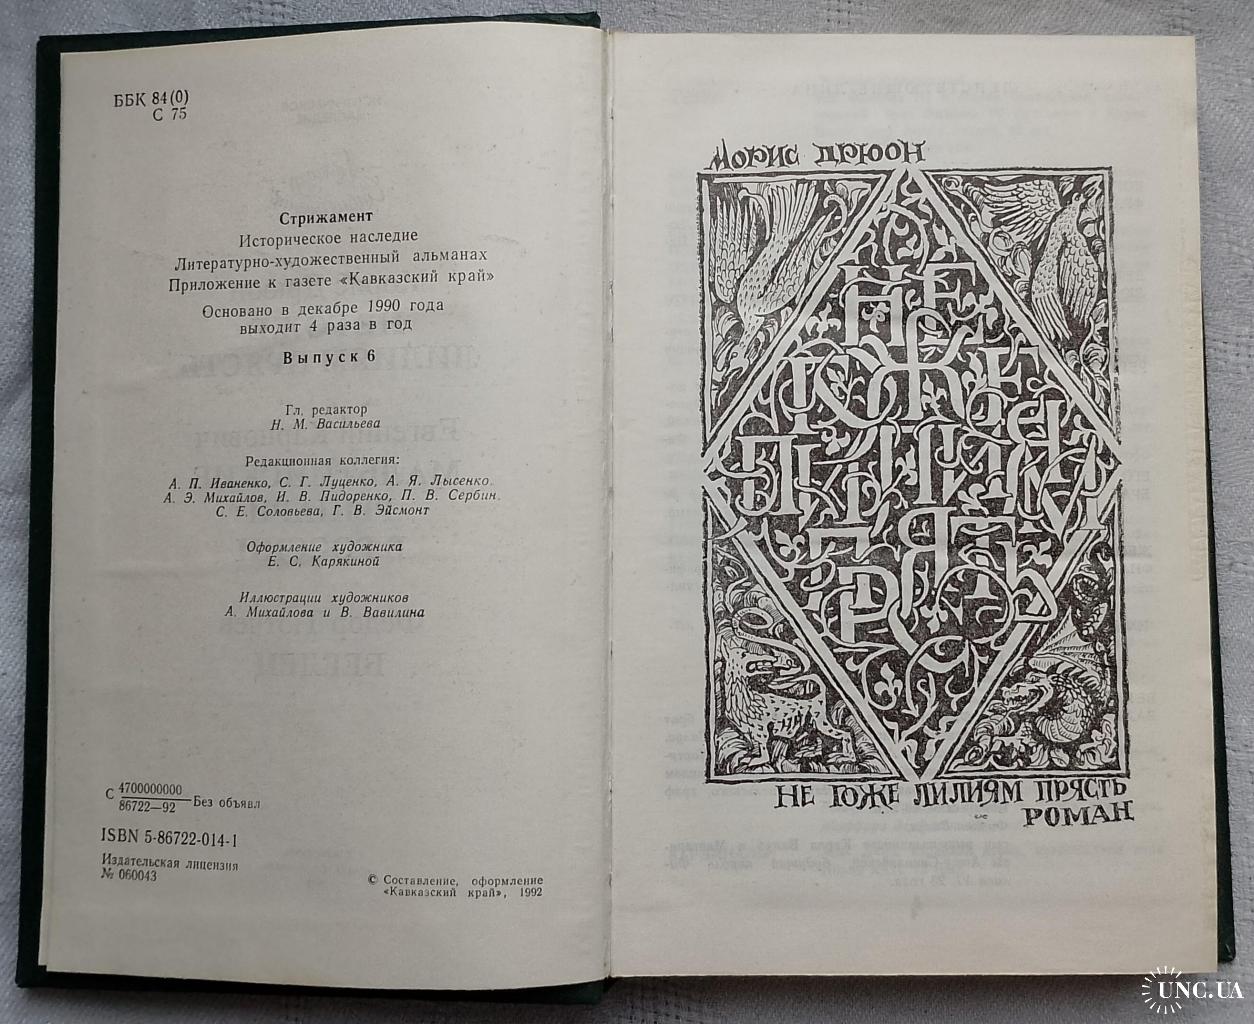 ББК 84(0)
С 75
Стрижамент
Историческое наследие
Литературно-художественный альманах
Приложение к газете «Кавказский край»
Основано в декабре 1990 года
выходит 4 раза в год
Выпуск 6
Гл. редактор
Н. М. Васильева
Редакционная коллегия:
А. П. Иваненко, С. Г. Луценко, А. Я. Лысенко,
А. Э. Михайлов, И. В. Пидоренко, П. В. Сербин,
С. Е. Соловьева, Г. В. Эйсмонт
Оформление художника
Е. С. Карякиной
Иллюстрации художников
А. Михайлова и В. Вавилина
С 4700000000
86722—92 Без объявл
ISBN 5-86722-014-1
Издательская лицензия
№ 060043
© Составление, оформление
«Кавказский край», 1992
МОРИС ДРЮОН
НЕ
ГОЖЕ
ЛИЛИЯМ
ПРЯСТЬ
НЕ ГОЖЕ ЛИЛИЯМ ПРЯСТЬ
РОМАН
UNC.UA